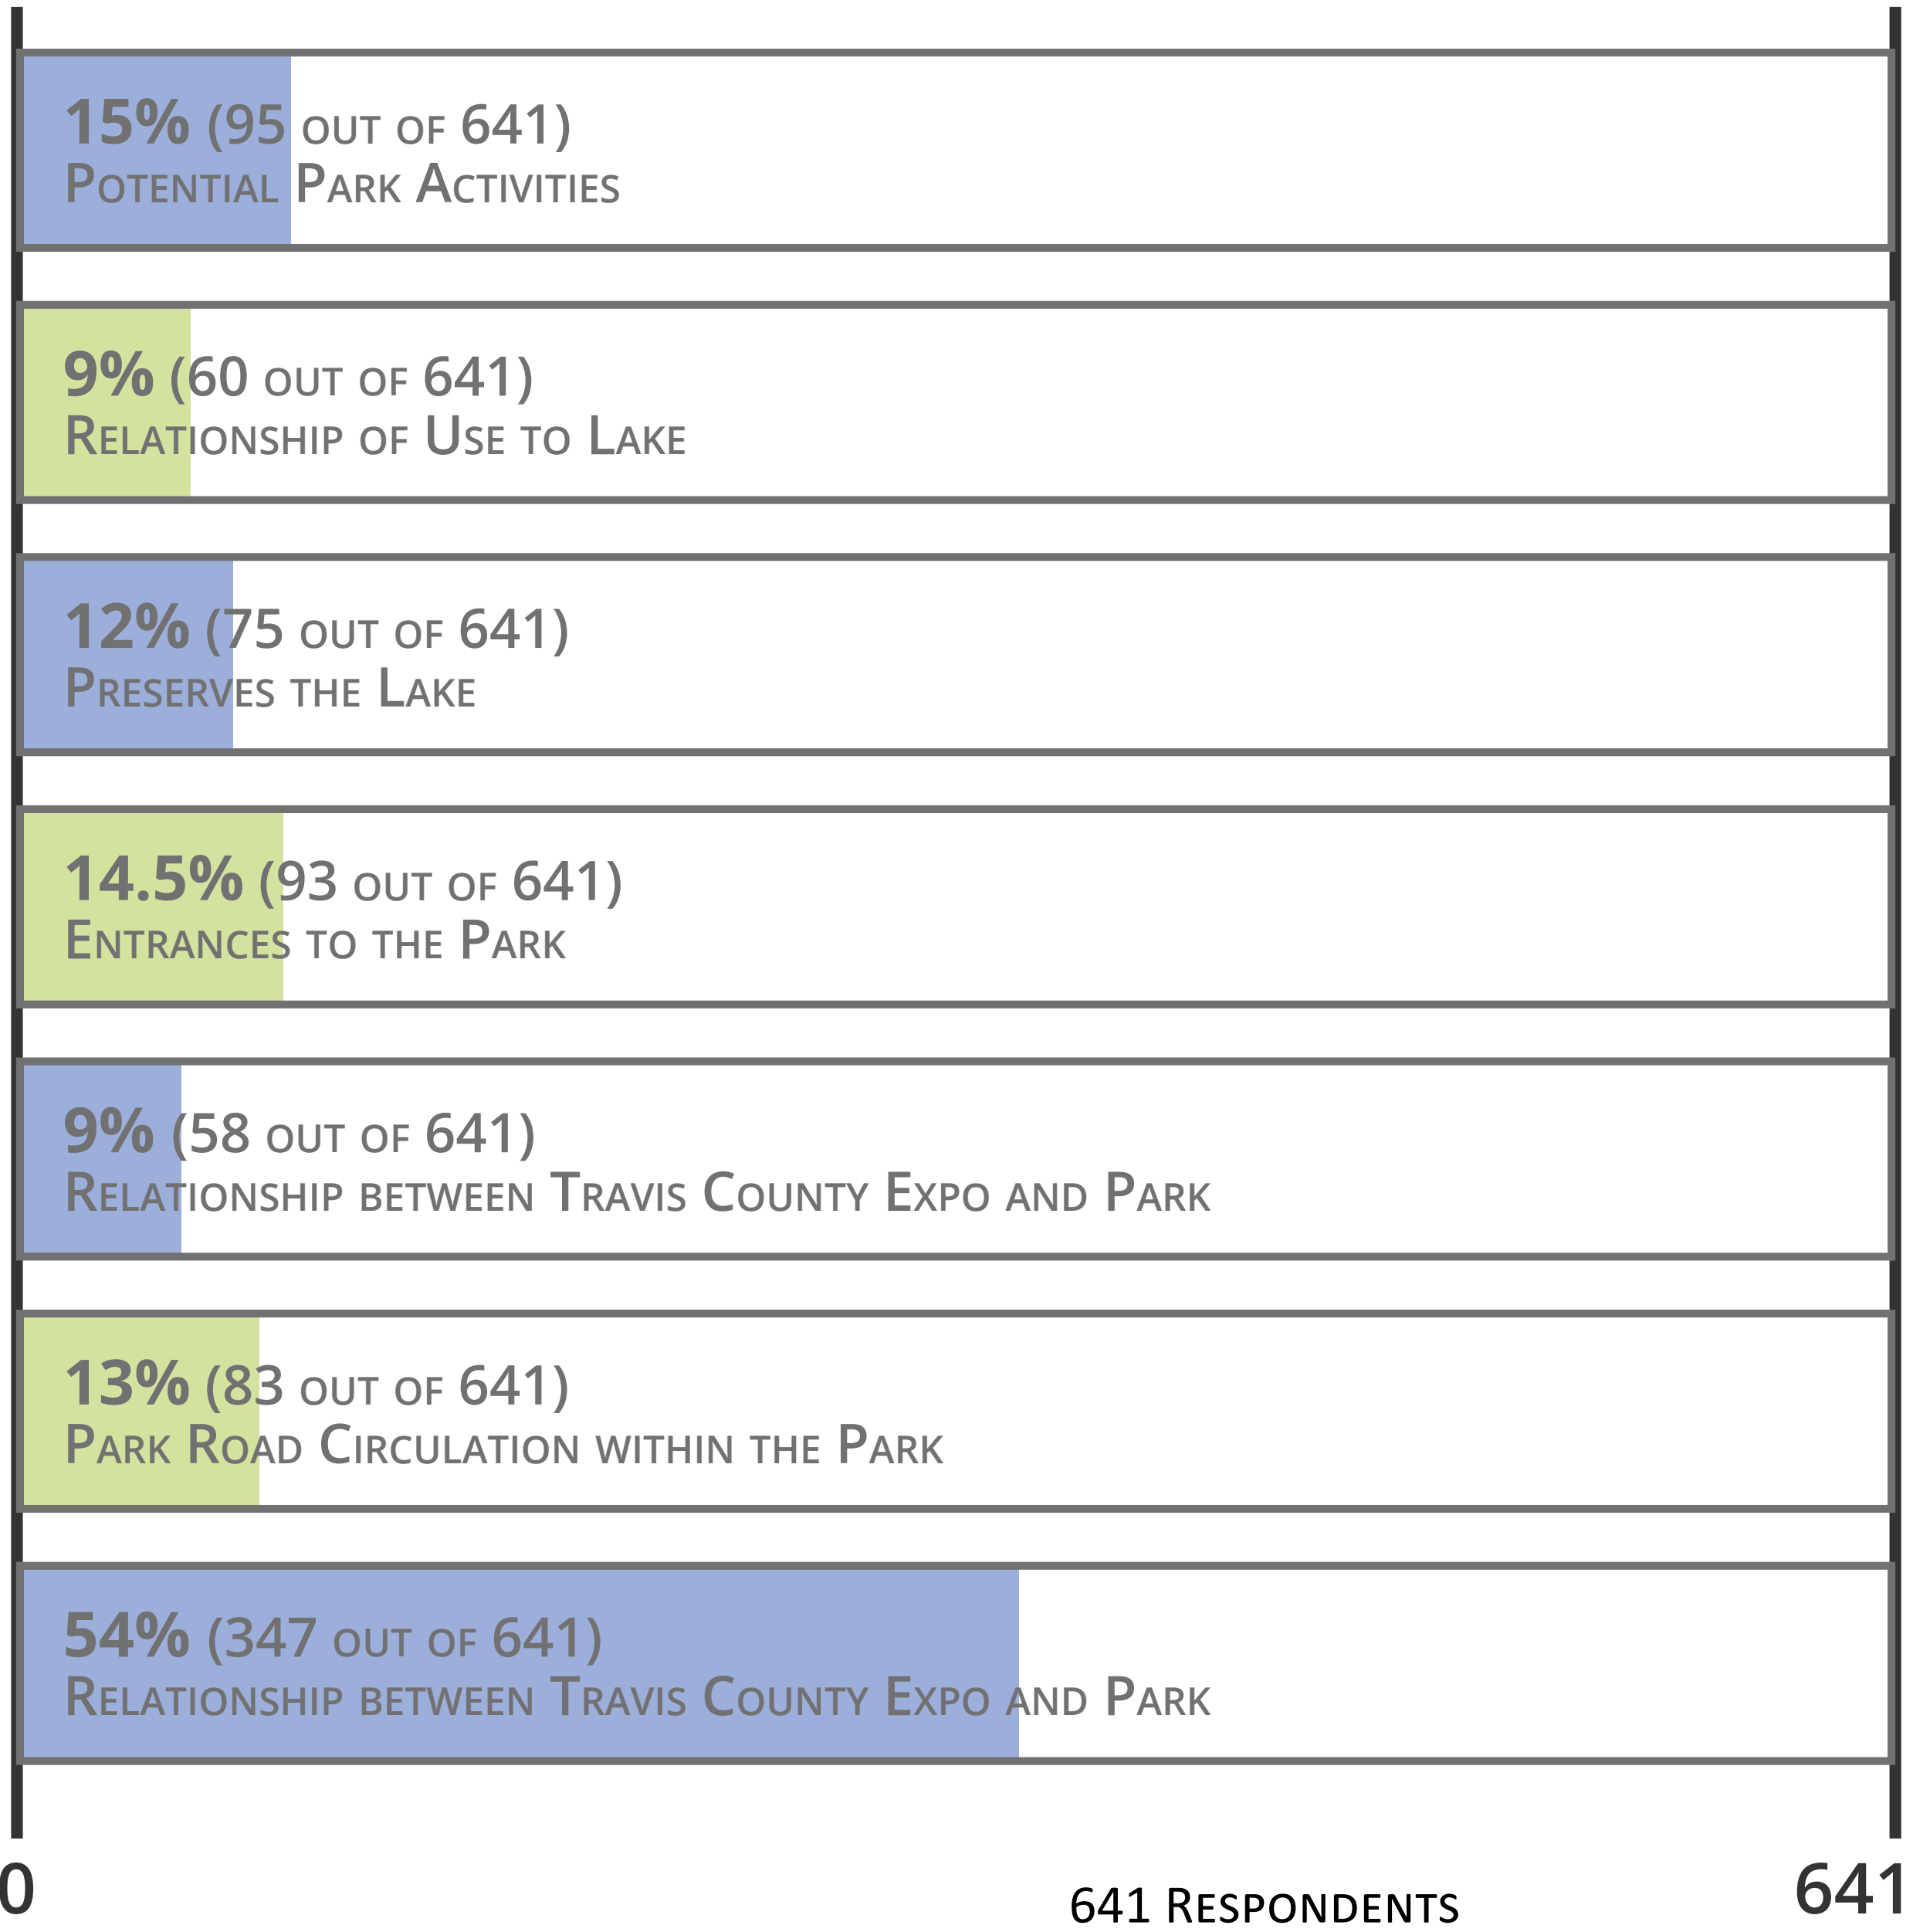 15% (95 out of 641)
Potential Park Activities
9% (60 out of 641)
Relationship of Use to Lake
12% (75 out of 641)
Preserves the Lake
14.5% (93 out of 641)
Entrances to the Park
9% (58 out of 641)
Relationship between Travis County Expo and Park
13% (83 out of 641)
Park Road Circulation within the Park
54% (347 out of 641)
Relationship between Travis County Expo and Park
0
641 Respondents
641